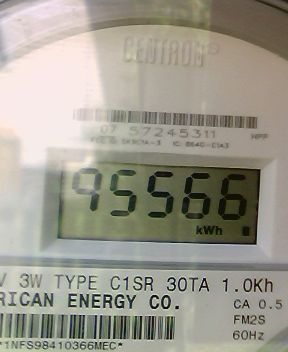 CENTRON
07 57245311 HPP
95566
kWh
V 3W TYPE C1SR 30TA 1.0Kh
RICAN ENERGY CO. CA 0.5
FM2S
60Hz
*1NFS98410366MEC*